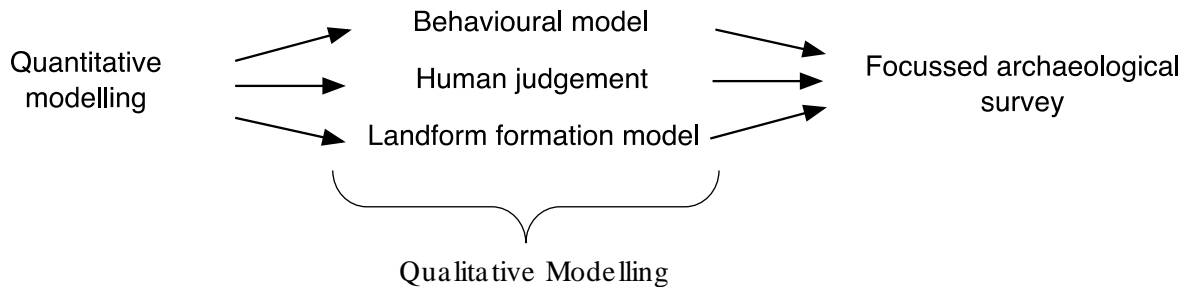 Quantitative
modelling
Behavioural model
Human judgement
Landform formation model
Focussed archaeological
survey
Qualitative Modelling